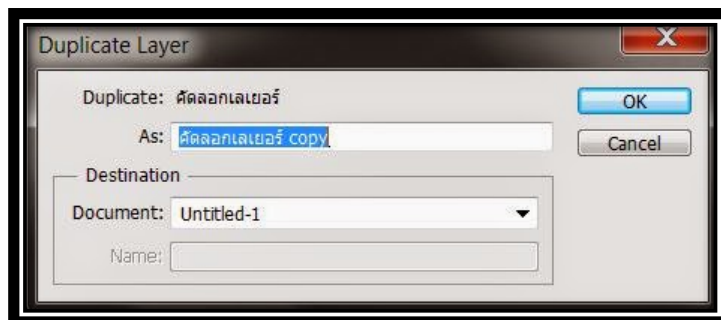 Duplicate Layer
Duplicate: คัดลอกเลเยอร์
As: คัดลอกเลเยอร์ copy
OK
Cancel
Destination
Document: Untitled-1
Name: